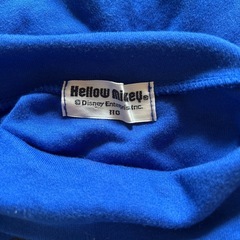 Hellow mikey®
© Disney Enterprises Inc.
110